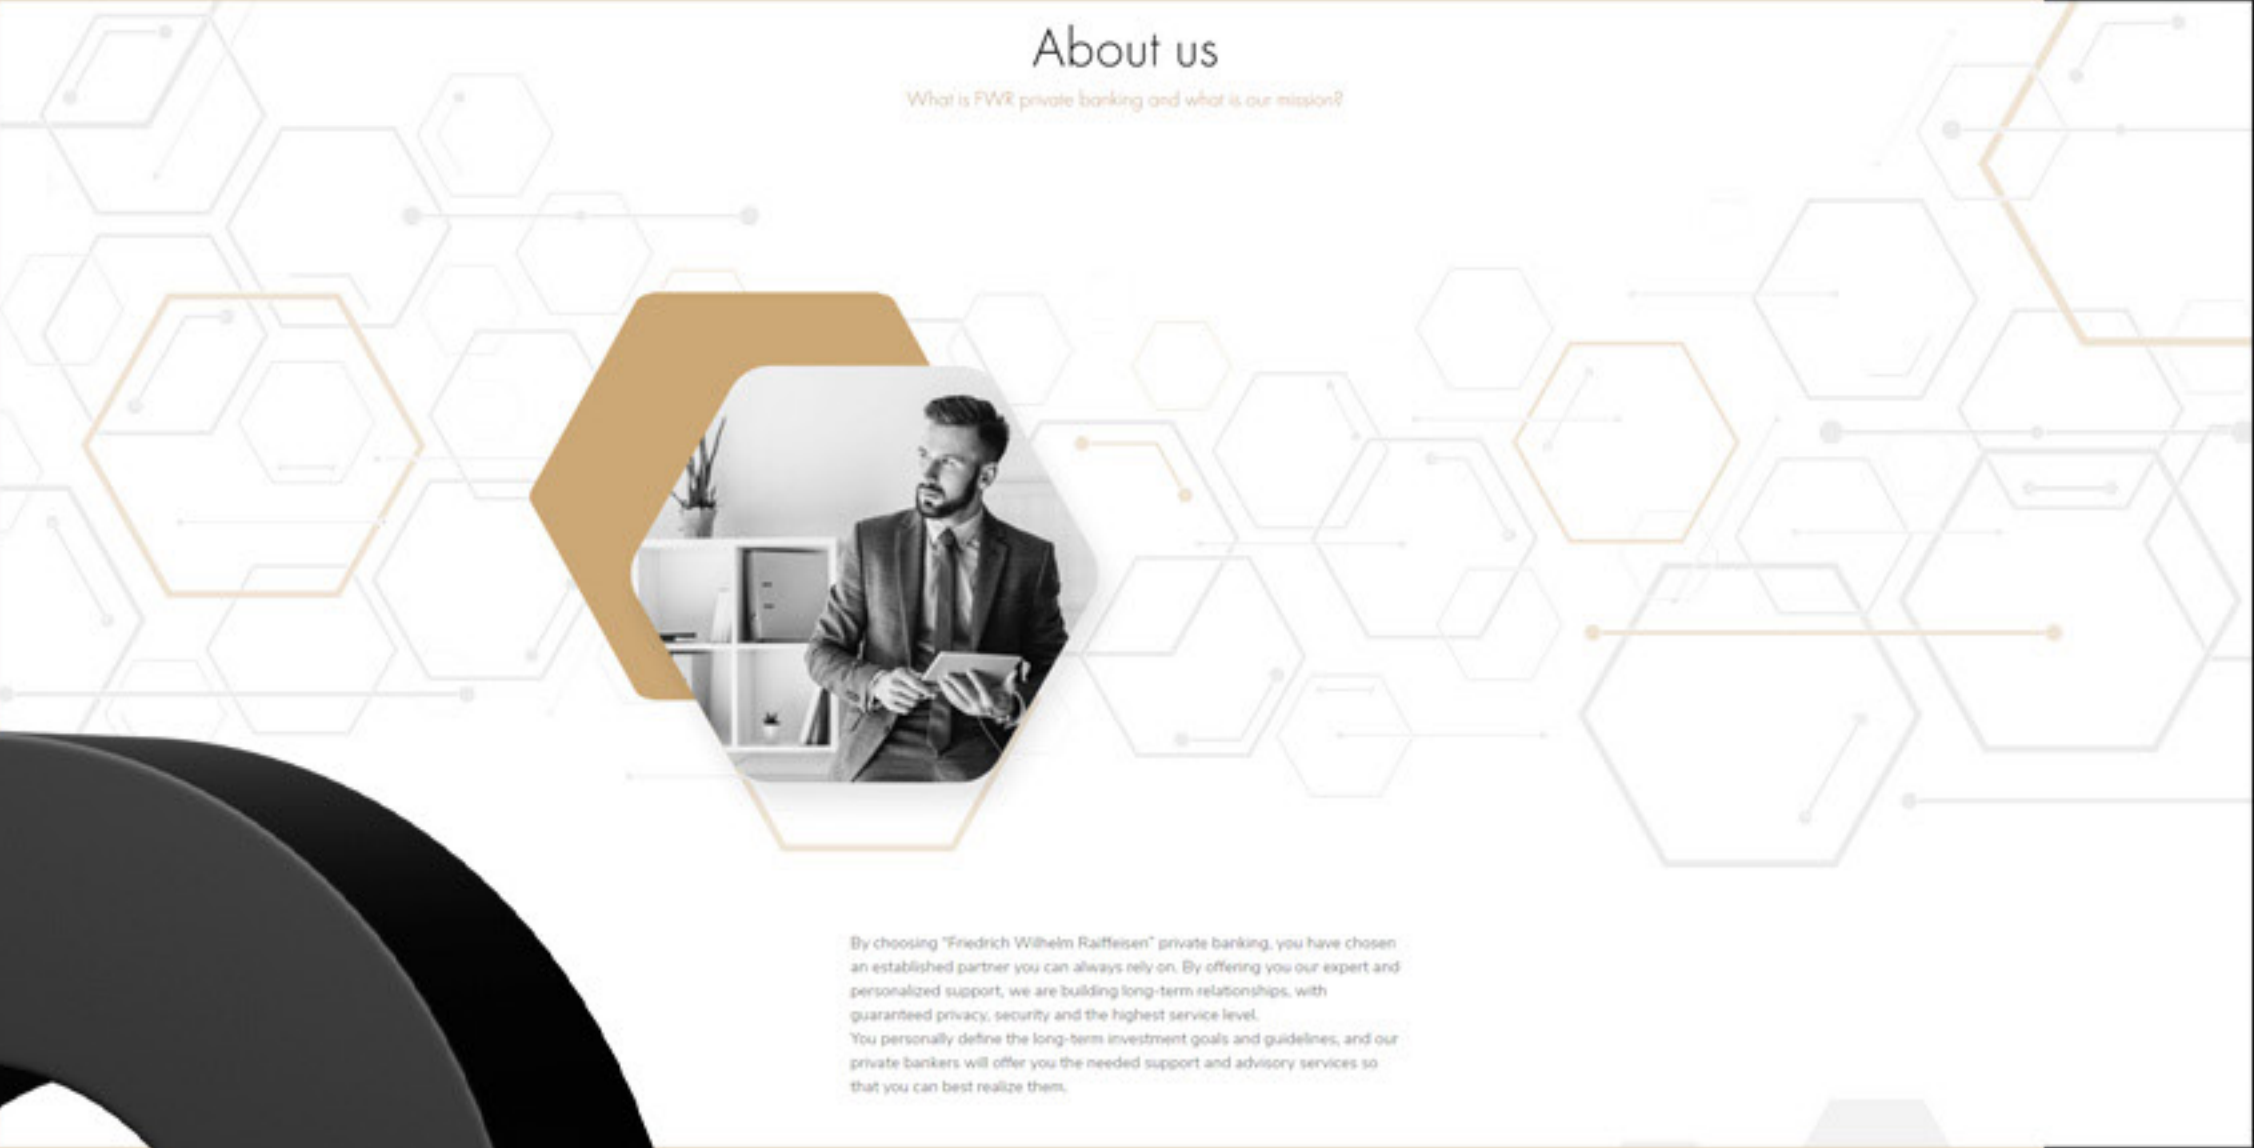 About us
What is FWR private banking and what is our mission?
By choosing "Friedrich Wilhelm Raiffeisen" private banking, you have chosen
an established partner you can always rely on. By offering you our expert and
personalized support, we are building long-term relationships, with
guaranteed privacy, security and the highest service level.
You personally define the long-term investment goals and guidelines, and our
private bankers will offer you the needed support and advisory services so
that you can best realize them.